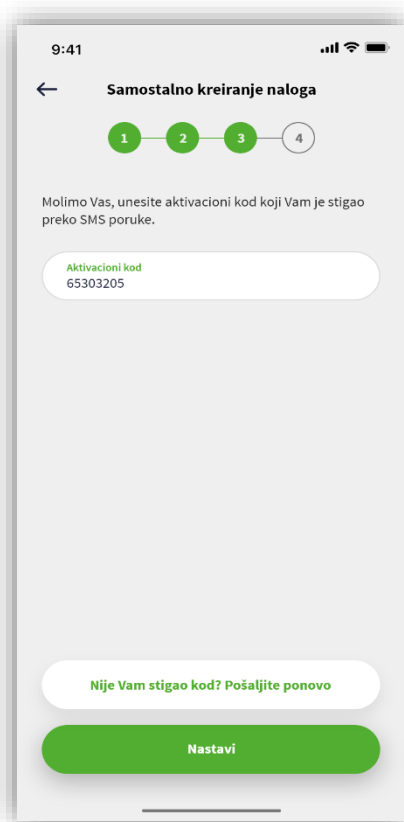 9:41
Samostalno kreiranje naloga
1 2 3 4
Molimo Vas, unesite aktivacioni kod koji Vam je stigao
preko SMS poruke.
Aktivacioni kod
65303205
Nije Vam stigao kod? Pošaljite ponovo
Nastavi